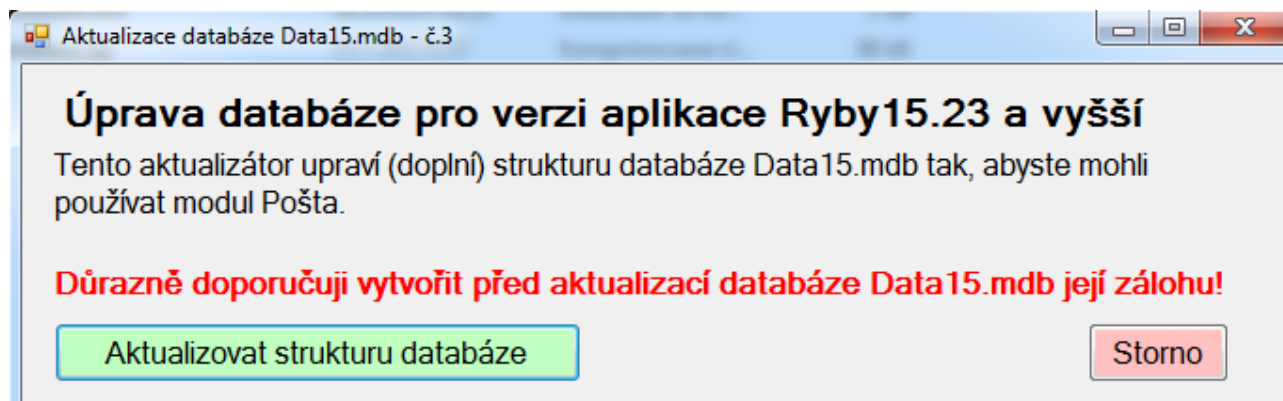 Aktualizace databáze Data15.mdb - č.3
Úprava databáze pro verzi aplikace Ryby15.23 a vyšší
Tento aktualizátor upraví (doplní) strukturu databáze Data15.mdb tak, abyste mohli
používat modul Pošta.
Důrazně doporučuji vytvořit před aktualizací databáze Data15.mdb její zálohu!
Aktualizovat strukturu databáze
Storno